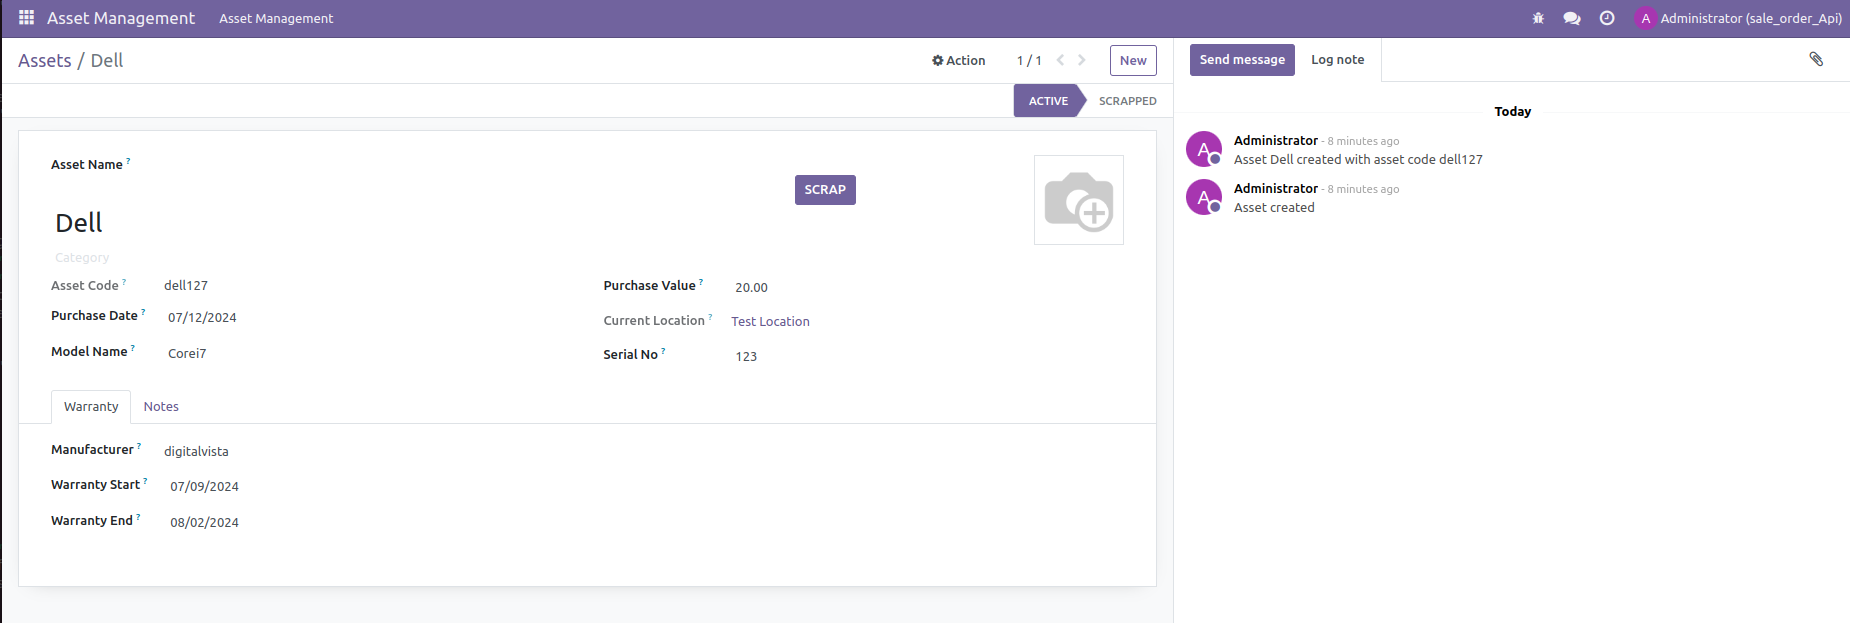 Asset Management Asset Management A Administrator (sale_order_Api)
Assets / Dell Action 1 / 1 New
Send message Log note
ACTIVE SCRAPPED
Asset Name ?
SCRAP
Dell
Category
Asset Code ? dell127
Purchase Value ? 20.00
Purchase Date ? 07/12/2024
Current Location ? Test Location
Model Name ? Corei7
Serial No ? 123
Warranty Notes
Manufacturer ? digitalvista
Warranty Start ? 07/09/2024
Warranty End ? 08/02/2024
Today
A Administrator - 8 minutes ago
Asset Dell created with asset code dell127
A Administrator - 8 minutes ago
Asset created